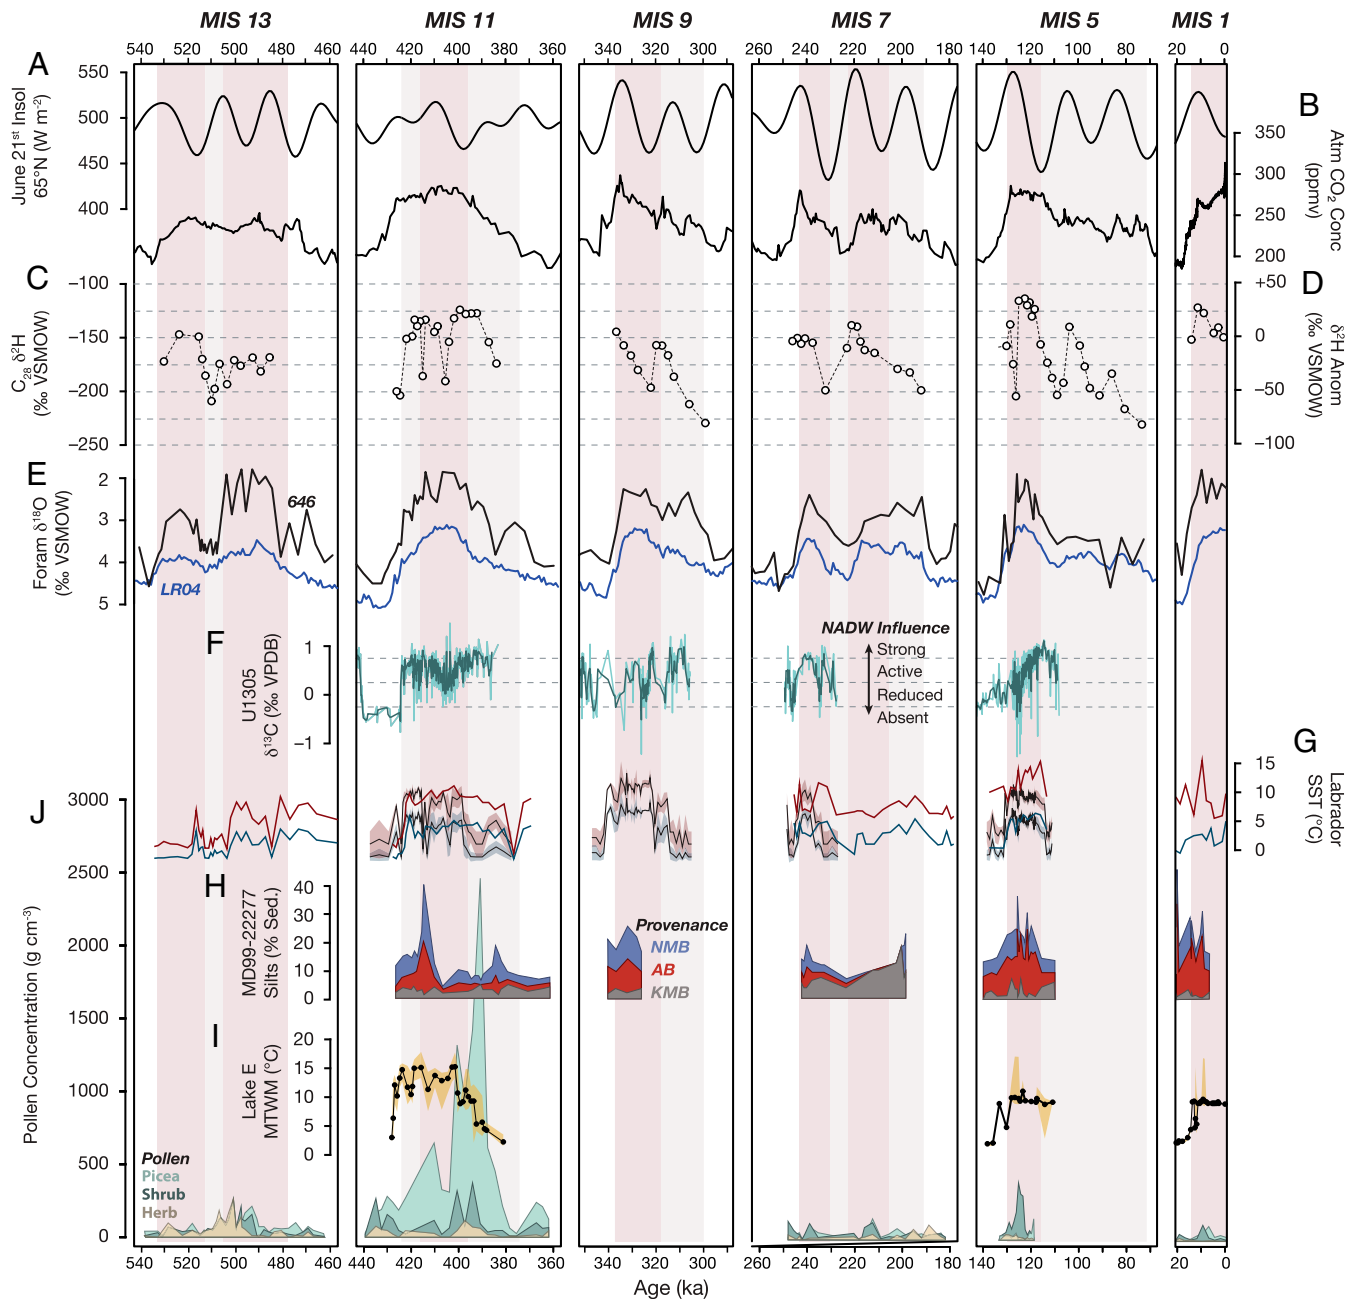 MIS 13 MIS 11 MIS 9 MIS 7 MIS 5 MIS 1
540 520 500 480 460 420 400 380 360 340 320 300 260 220 200 180 140 120 100 80 20 0
A
550
500
450
400
June 21st Insol
65°N (W m-2)
B
350
300
250
200
Atm CO2 Conc
(ppmv)
C
−100
−150
−200
−250
C28 δ2H
(‰ VSMOW)
D
+50
0
−50
−100
δ2H Anom
(‰ VSMOW)
E
2
3
4
5
Foram δ18O
(‰ VSMOW)
646
LR04
F
1
0
−1
U1305
δ13C (‰ VPDB)
NADW Influence
Strong
Active
Reduced
Absent
G
15
10
5
0
Labrador
SST (°C)
J
3000
2500
2000
1500
1000
500
0
Pollen Concentration (g cm-3)
H
40
30
20
10
0
MD99-22277
Silts (% Sed.)
Provenance
NMB
AB
KMB
I
20
15
10
5
0
Lake E
MTWM (°C)
Pollen
Picea
Shrub
Herb
540 520 500 480 460 440 420 400 380 360 340 320 300 260 240 220 200 180 140 120 100 80 20 0
Age (ka)